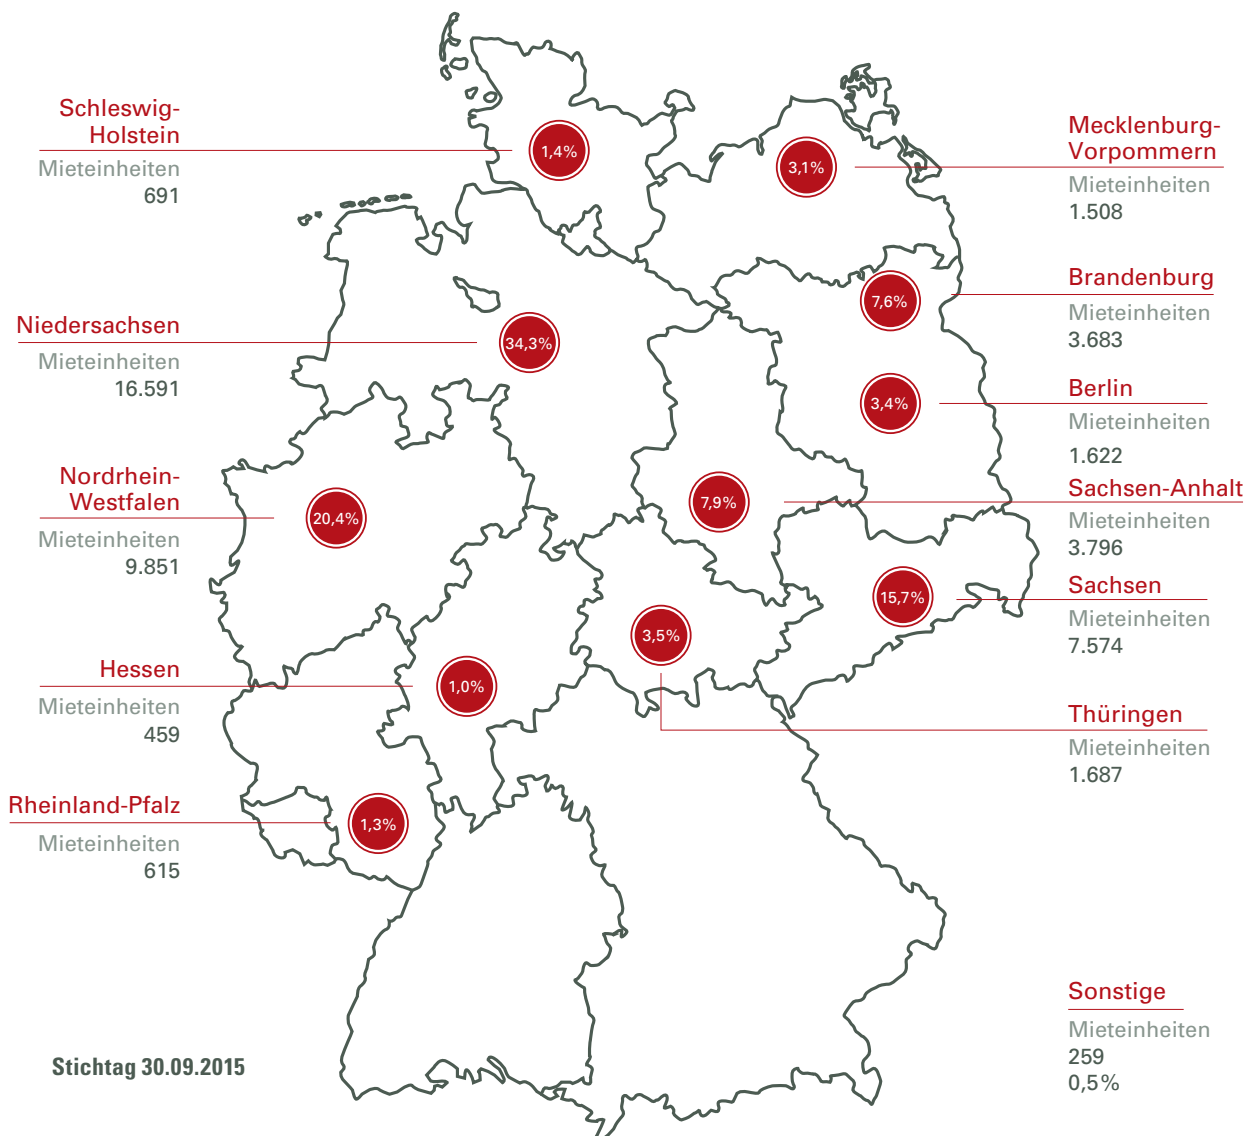 Schleswig-
Holstein
Mieteinheiten
691
1,4%
Niedersachsen
Mieteinheiten
16.591
34,3%
Nordrhein-
Westfalen
Mieteinheiten
9.851
20,4%
Hessen
Mieteinheiten
459
1,0%
Rheinland-Pfalz
Mieteinheiten
615
1,3%
Mecklenburg-
Vorpommern
Mieteinheiten
1.508
3,1%
Brandenburg
Mieteinheiten
3.683
7,6%
Berlin
Mieteinheiten
1.622
3,4%
Sachsen-Anhalt
Mieteinheiten
3.796
7,9%
Sachsen
Mieteinheiten
7.574
15,7%
Thüringen
Mieteinheiten
1.687
3,5%
Sonstige
Mieteinheiten
259
0,5%
Stichtag 30.09.2015